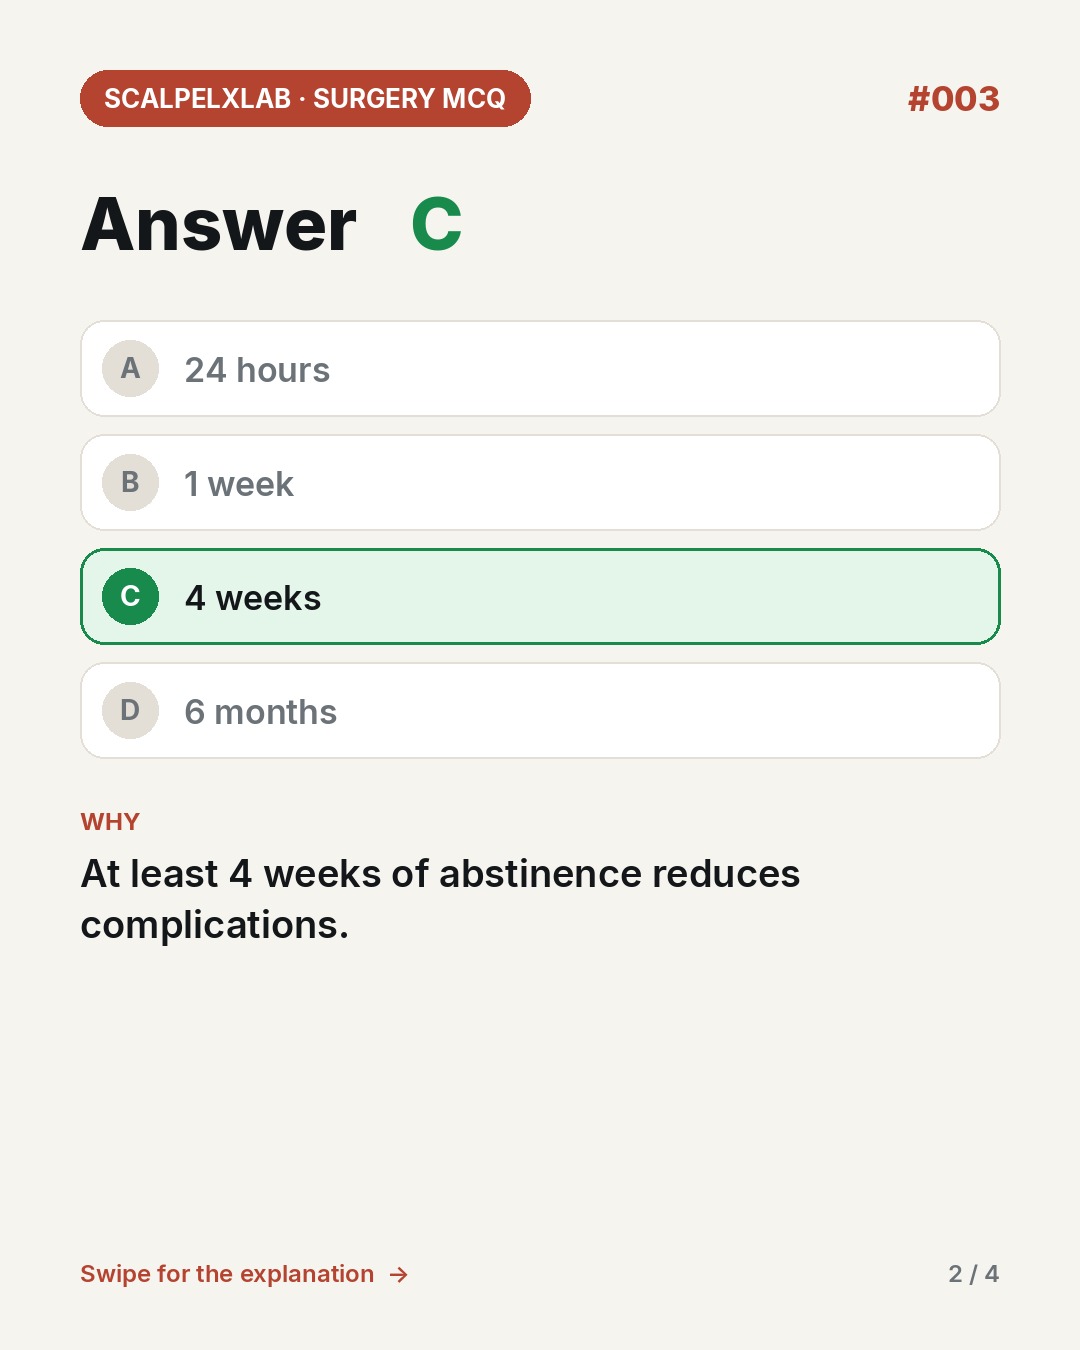 SCALPELXLAB · SURGERY MCQ
#003
Answer C
A 24 hours
B 1 week
C 4 weeks
D 6 months
WHY
At least 4 weeks of abstinence reduces
complications.
Swipe for the explanation →
2 / 4